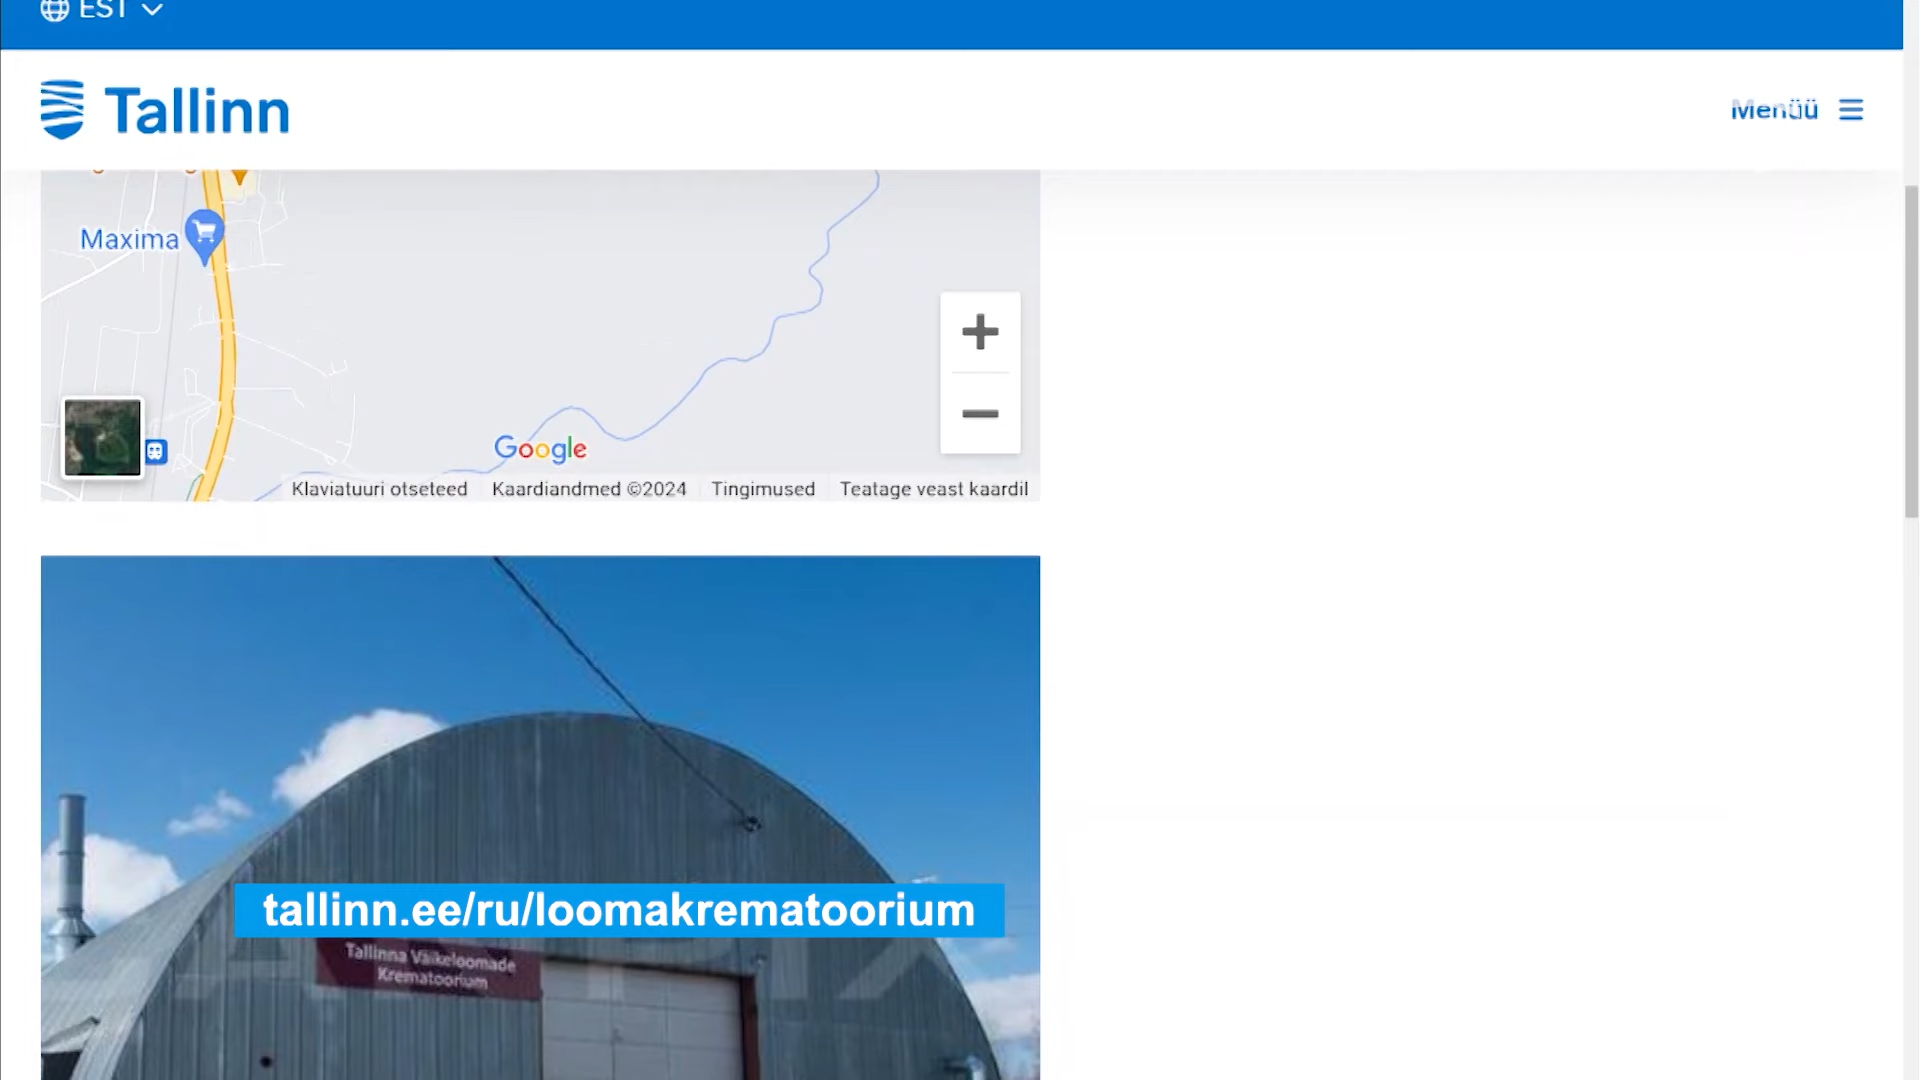 EST
Tallinn
Menüü
Maxima
Google
Klaviatuuri otseteed
Kaardiandmed ©2024
Tingimused
Teatage veast kaardil
tallinn.ee/ru/loomakrematoorium
Tallinna Väikeloomade
Krematoorium